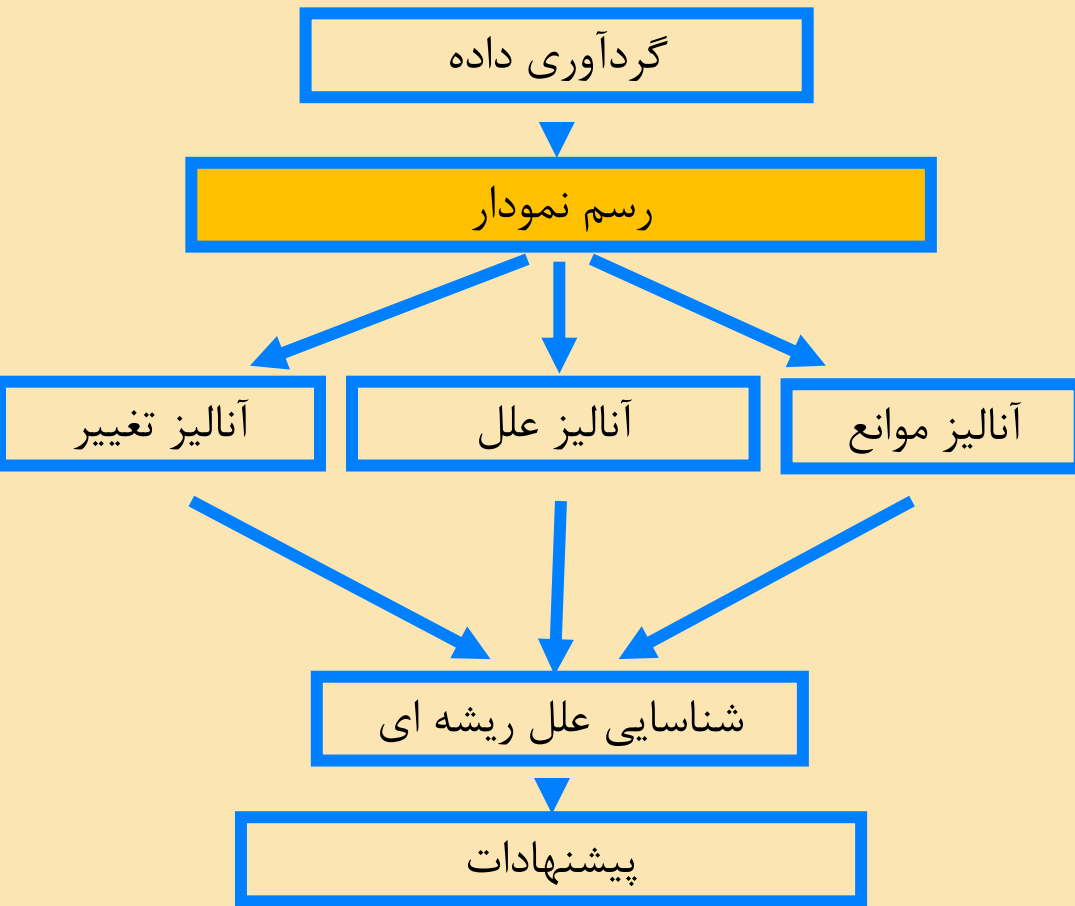 گردآوری داده
رسم نمودار
آنالیز موانع
آنالیز علل
آنالیز تغییر
شناسایی علل ریشه ای
پیشنهادات